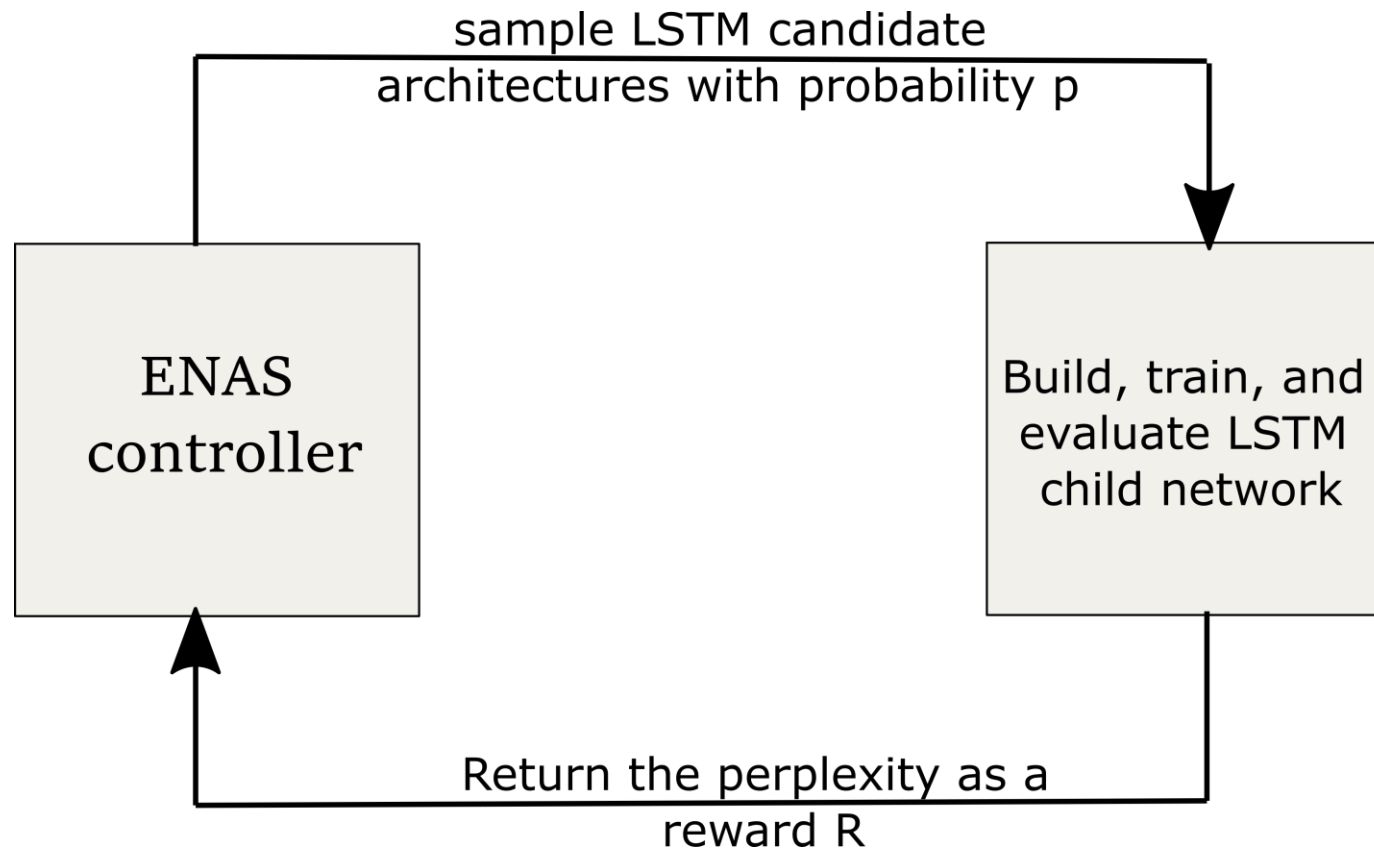 sample LSTM candidate
architectures with probability p
ENAS
controller
Build, train, and
evaluate LSTM
child network
Return the perplexity as a
reward R